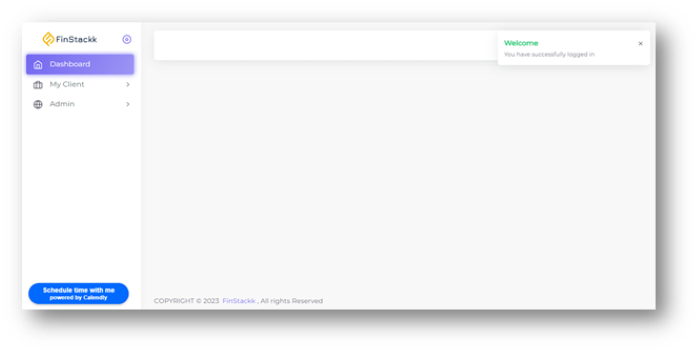 FinStackk
Dashboard
My Client
Admin
Welcome
You have successfully logged in
Schedule time with me
powered by Calendly
COPYRIGHT © 2023 FinStackk , All rights Reserved